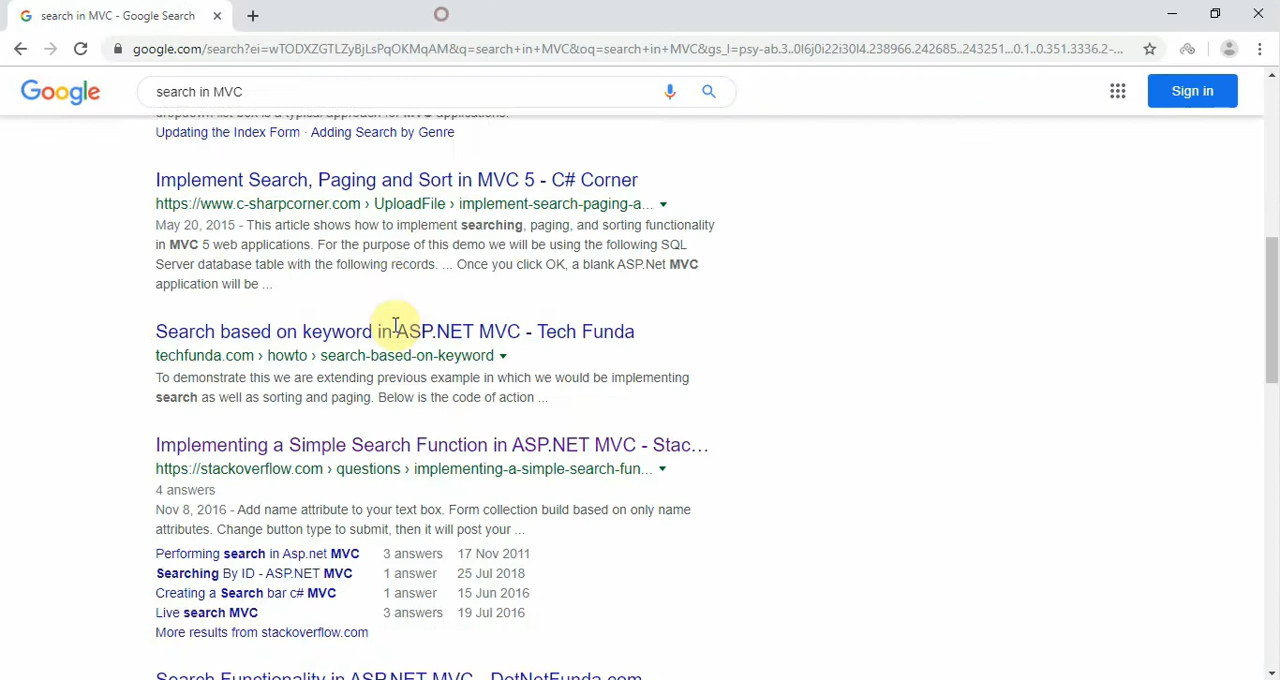 search in MVC - Google Search
google.com/search?ei=wTODXZGTLZyBjLsPqOKMqAM&q=search+in+MVC&oq=search+in+MVC&gs_l=psy-ab.3..0l6j0i22i30l4.238966.242685..243251...0.1..0.351.3336.2-...
Google
search in MVC
Sign in
dropdown list box is a typical approach for MVC applications.
Updating the Index Form · Adding Search by Genre
Implement Search, Paging and Sort in MVC 5 - C# Corner
https://www.c-sharpcorner.com › UploadFile › implement-search-paging-a...
May 20, 2015 - This article shows how to implement searching, paging, and sorting functionality
in MVC 5 web applications. For the purpose of this demo we will be using the following SQL
Server database table with the following records. ... Once you click OK, a blank ASP.Net MVC
application will be ...
Search based on keyword in ASP.NET MVC - Tech Funda
techfunda.com › howto › search-based-on-keyword
To demonstrate this we are extending previous example in which we would be implementing
search as well as sorting and paging. Below is the code of action ...
Implementing a Simple Search Function in ASP.NET MVC - Stac...
https://stackoverflow.com › questions › implementing-a-simple-search-fun...
4 answers
Nov 8, 2016 - Add name attribute to your text box. Form collection build based on only name
attributes. Change button type to submit, then it will post your ...
Performing search in Asp.net MVC 3 answers 17 Nov 2011
Searching By ID - ASP.NET MVC 1 answer 25 Jul 2018
Creating a Search bar c# MVC 1 answer 15 Jun 2016
Live search MVC 3 answers 19 Jul 2016
More results from stackoverflow.com
Search Functionality in ASP.NET MVC - DotNetFunda.com